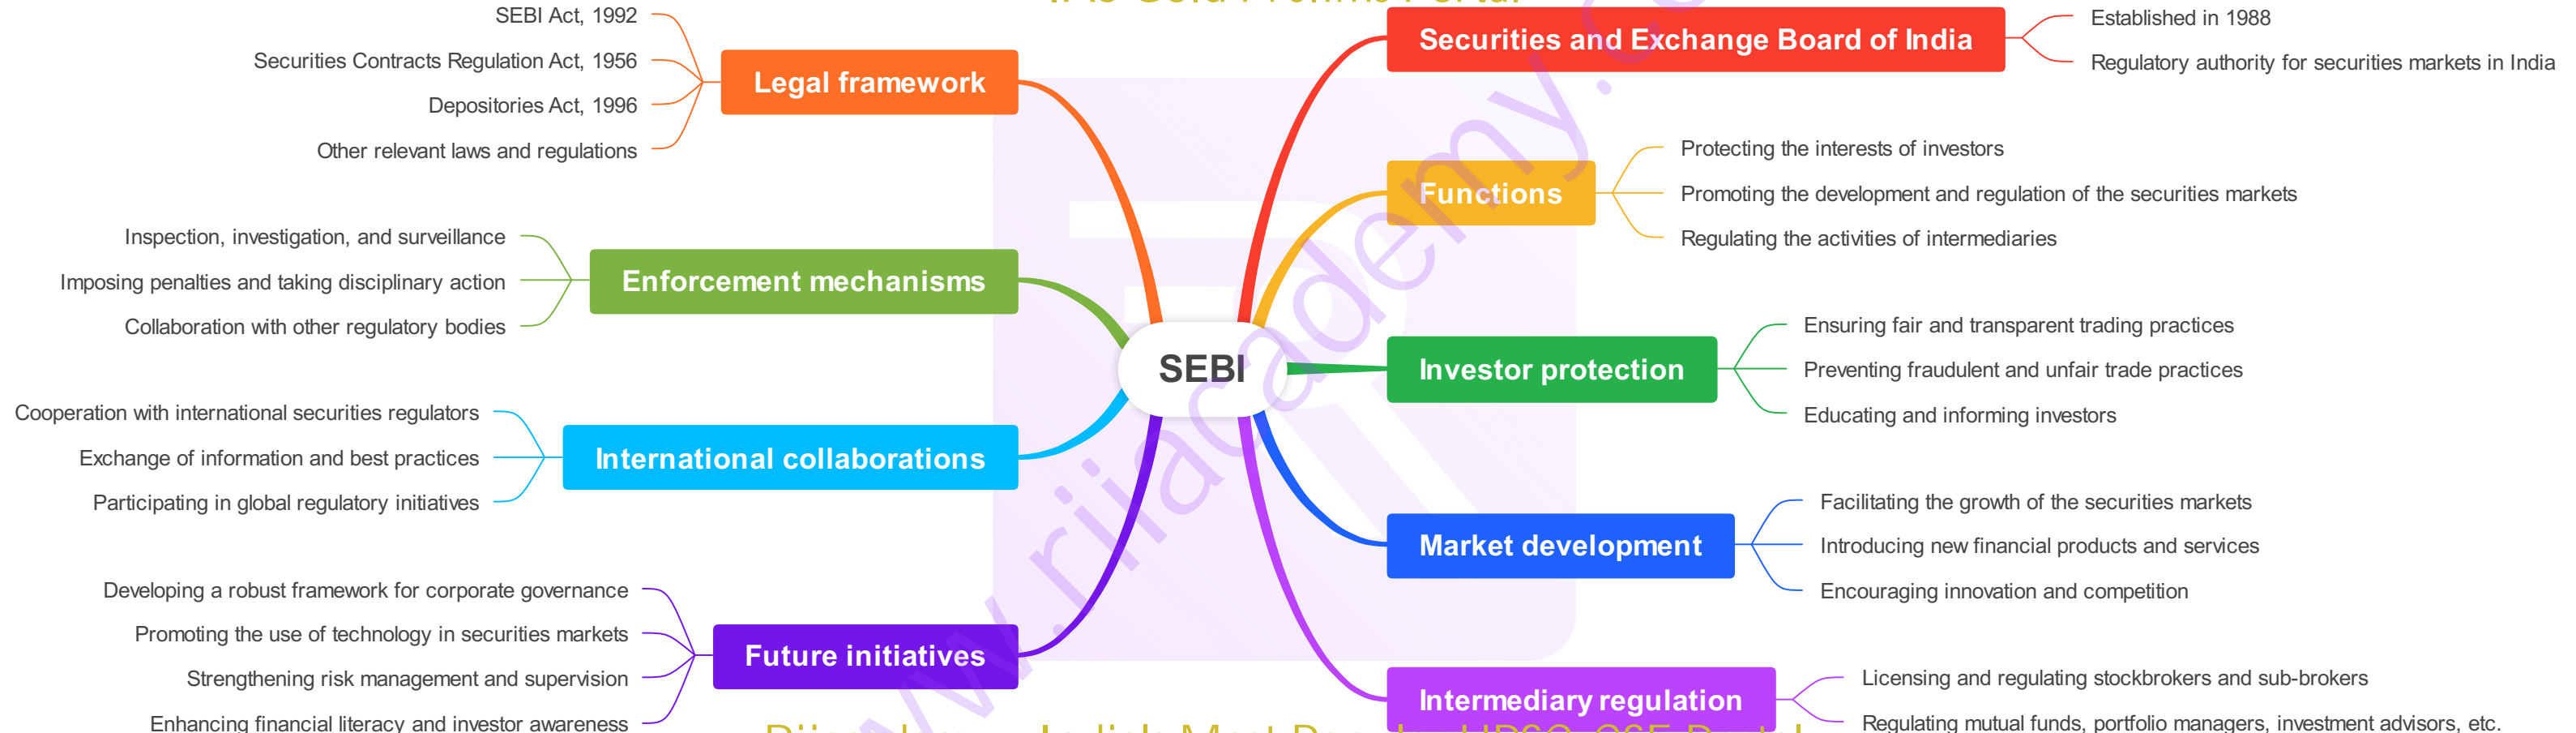 SEBI
Securities and Exchange Board of India
Established in 1988
Regulatory authority for securities markets in India
Functions
Protecting the interests of investors
Promoting the development and regulation of the securities markets
Regulating the activities of intermediaries
Investor protection
Ensuring fair and transparent trading practices
Preventing fraudulent and unfair trade practices
Educating and informing investors
Market development
Facilitating the growth of the securities markets
Introducing new financial products and services
Encouraging innovation and competition
Intermediary regulation
Licensing and regulating stockbrokers and sub-brokers
Regulating mutual funds, portfolio managers, investment advisors, etc.
Legal framework
SEBI Act, 1992
Securities Contracts Regulation Act, 1956
Depositories Act, 1996
Other relevant laws and regulations
Enforcement mechanisms
Inspection, investigation, and surveillance
Imposing penalties and taking disciplinary action
Collaboration with other regulatory bodies
International collaborations
Cooperation with international securities regulators
Exchange of information and best practices
Participating in global regulatory initiatives
Future initiatives
Developing a robust framework for corporate governance
Promoting the use of technology in securities markets
Strengthening risk management and supervision
Enhancing financial literacy and investor awareness